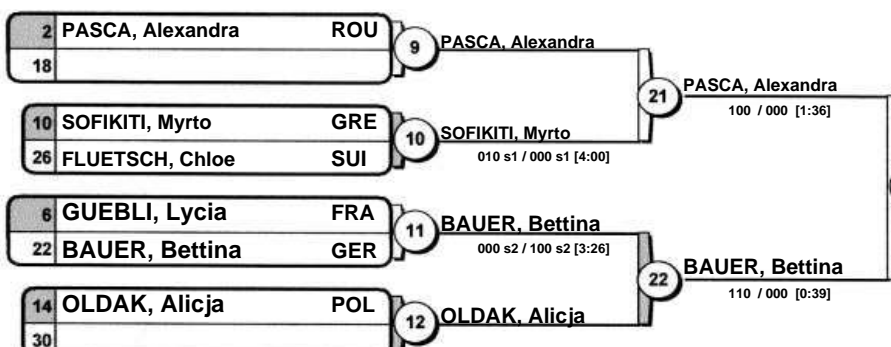 2 PASCA, Alexandra ROU
18
9 PASCA, Alexandra
10 SOFIKITI, Myrto GRE
26 FLUETSCH, Chloe SUI
10 SOFIKITI, Myrto
010 s1 / 000 s1 [4:00]
21 PASCA, Alexandra
100 / 000 [1:36]
6 GUEBLI, Lycia FRA
22 BAUER, Bettina GER
11 BAUER, Bettina
000 s2 / 100 s2 [3:26]
14 OLDAK, Alicja POL
30
12 OLDAK, Alicja
22 BAUER, Bettina
110 / 000 [0:39]